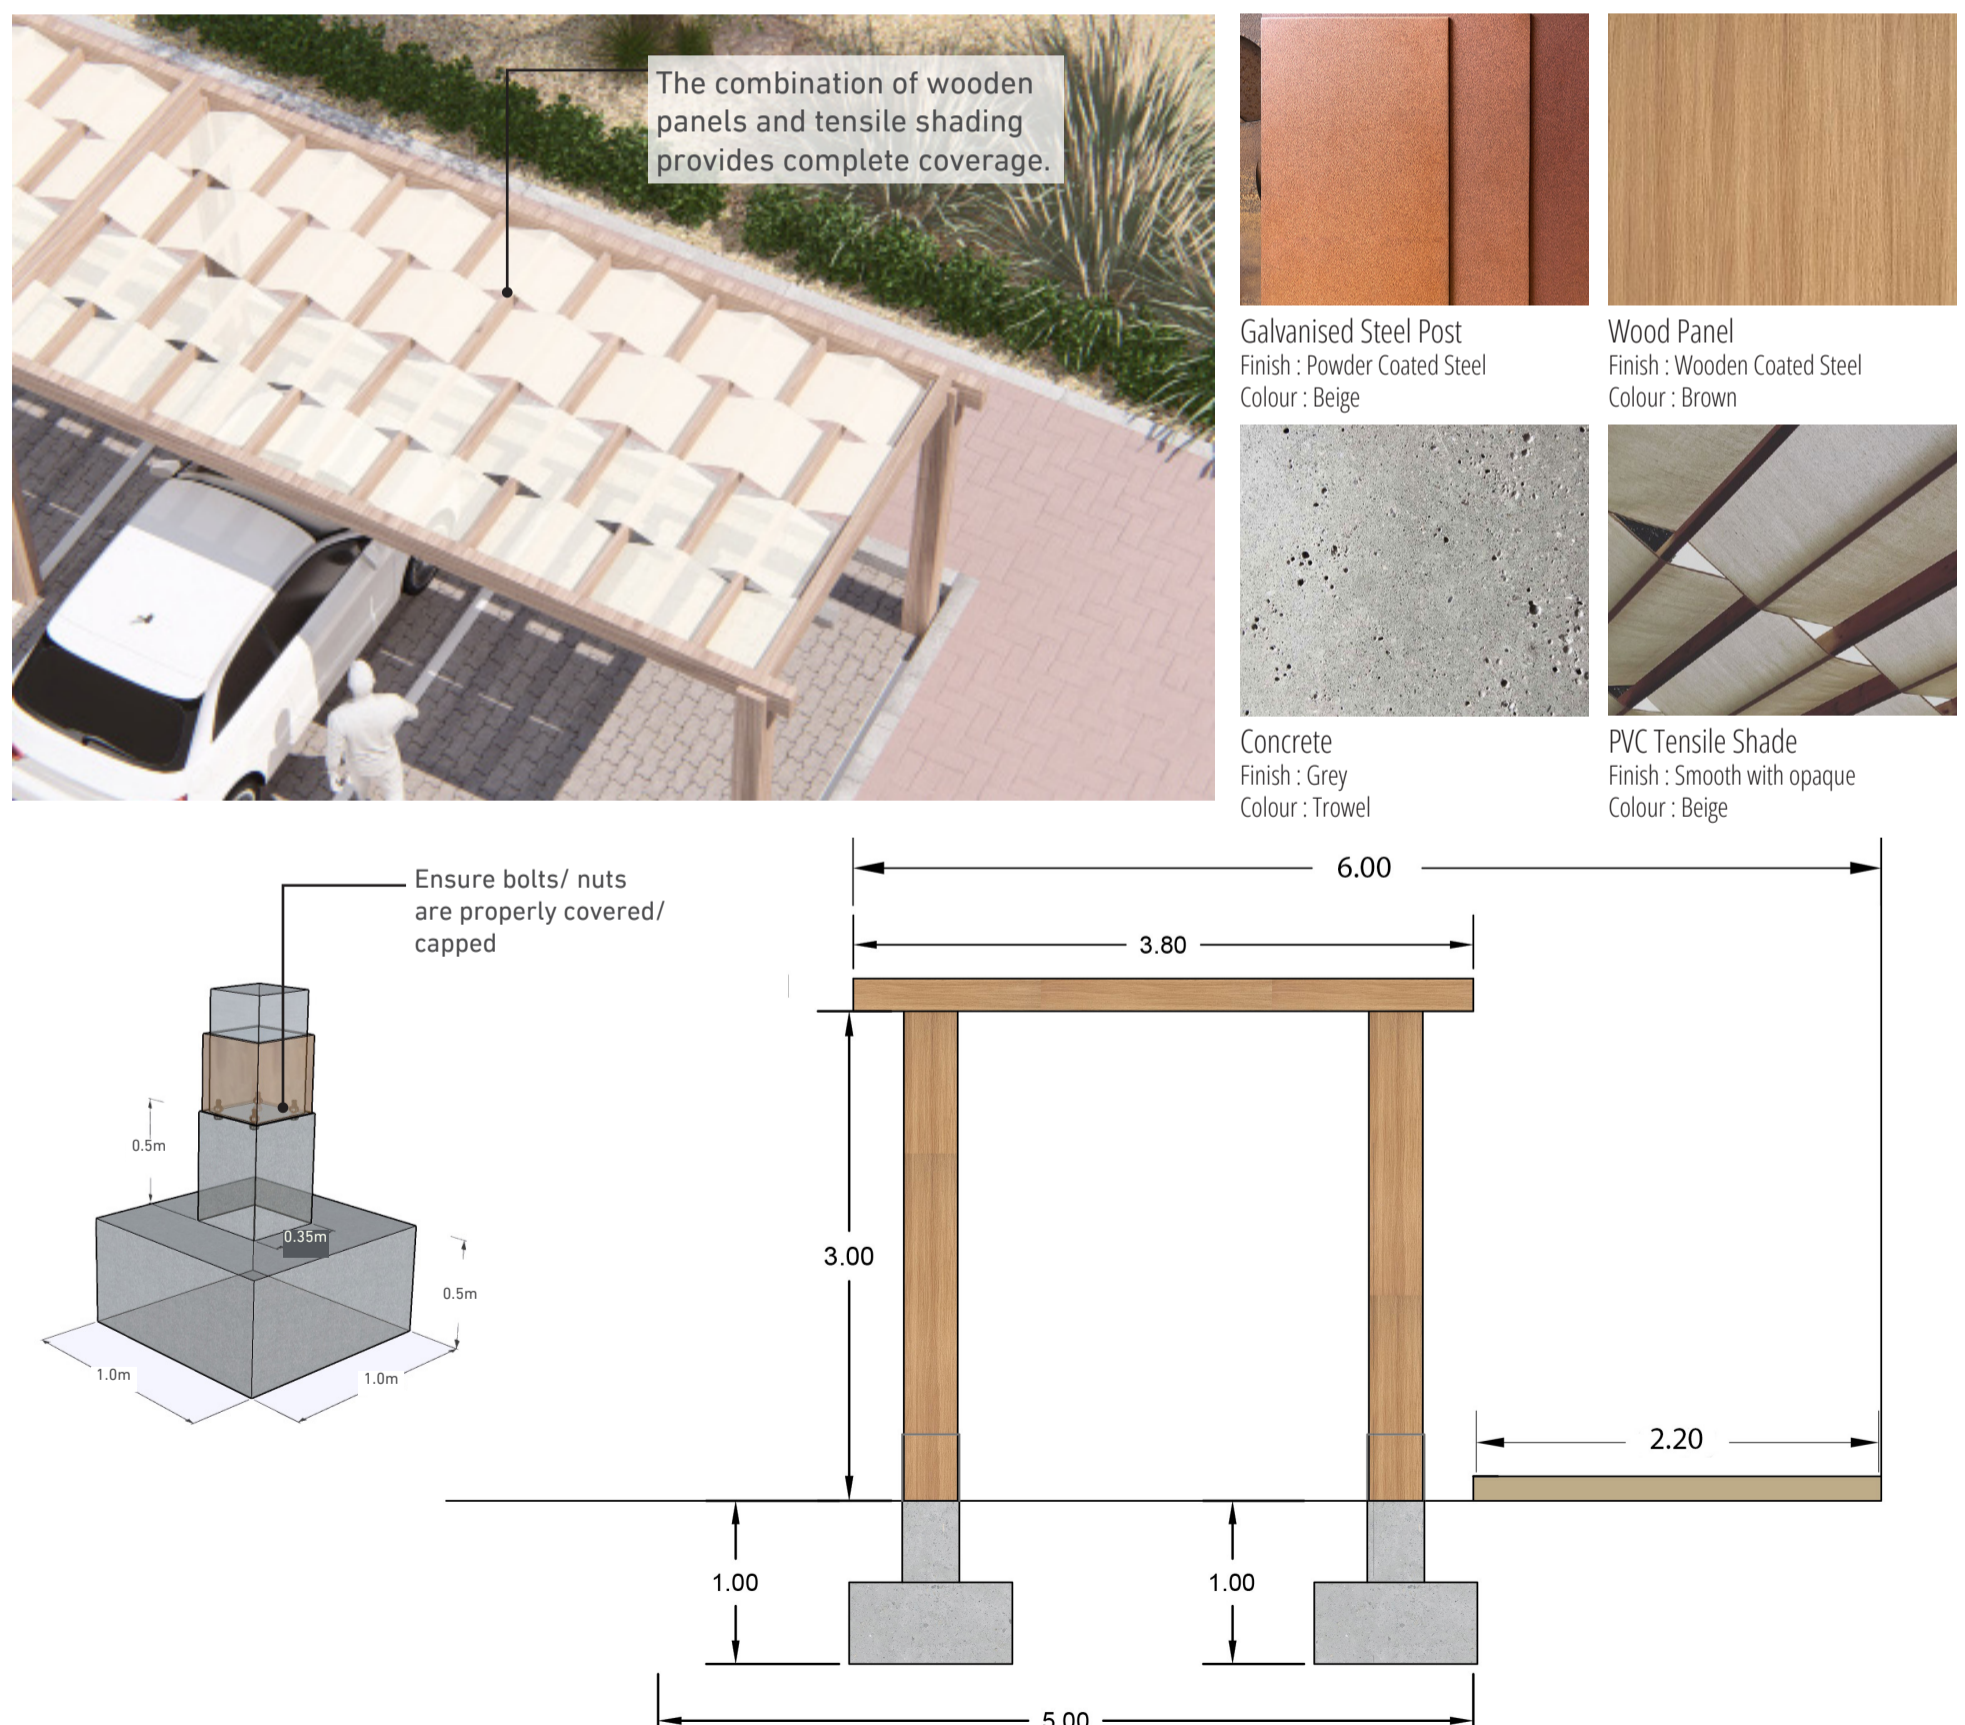 The combination of wooden
panels and tensile shading
provides complete coverage.
Galvanised Steel Post
Finish : Powder Coated Steel
Colour : Beige
Wood Panel
Finish : Wooden Coated Steel
Colour : Brown
Concrete
Finish : Grey
Colour : Trowel
PVC Tensile Shade
Finish : Smooth with opaque
Colour : Beige
Ensure bolts/ nuts
are properly covered/
capped
0.5m
0.35m
0.5m
1.0m
1.0m
6.00
3.80
3.00
2.20
1.00
1.00
5.00